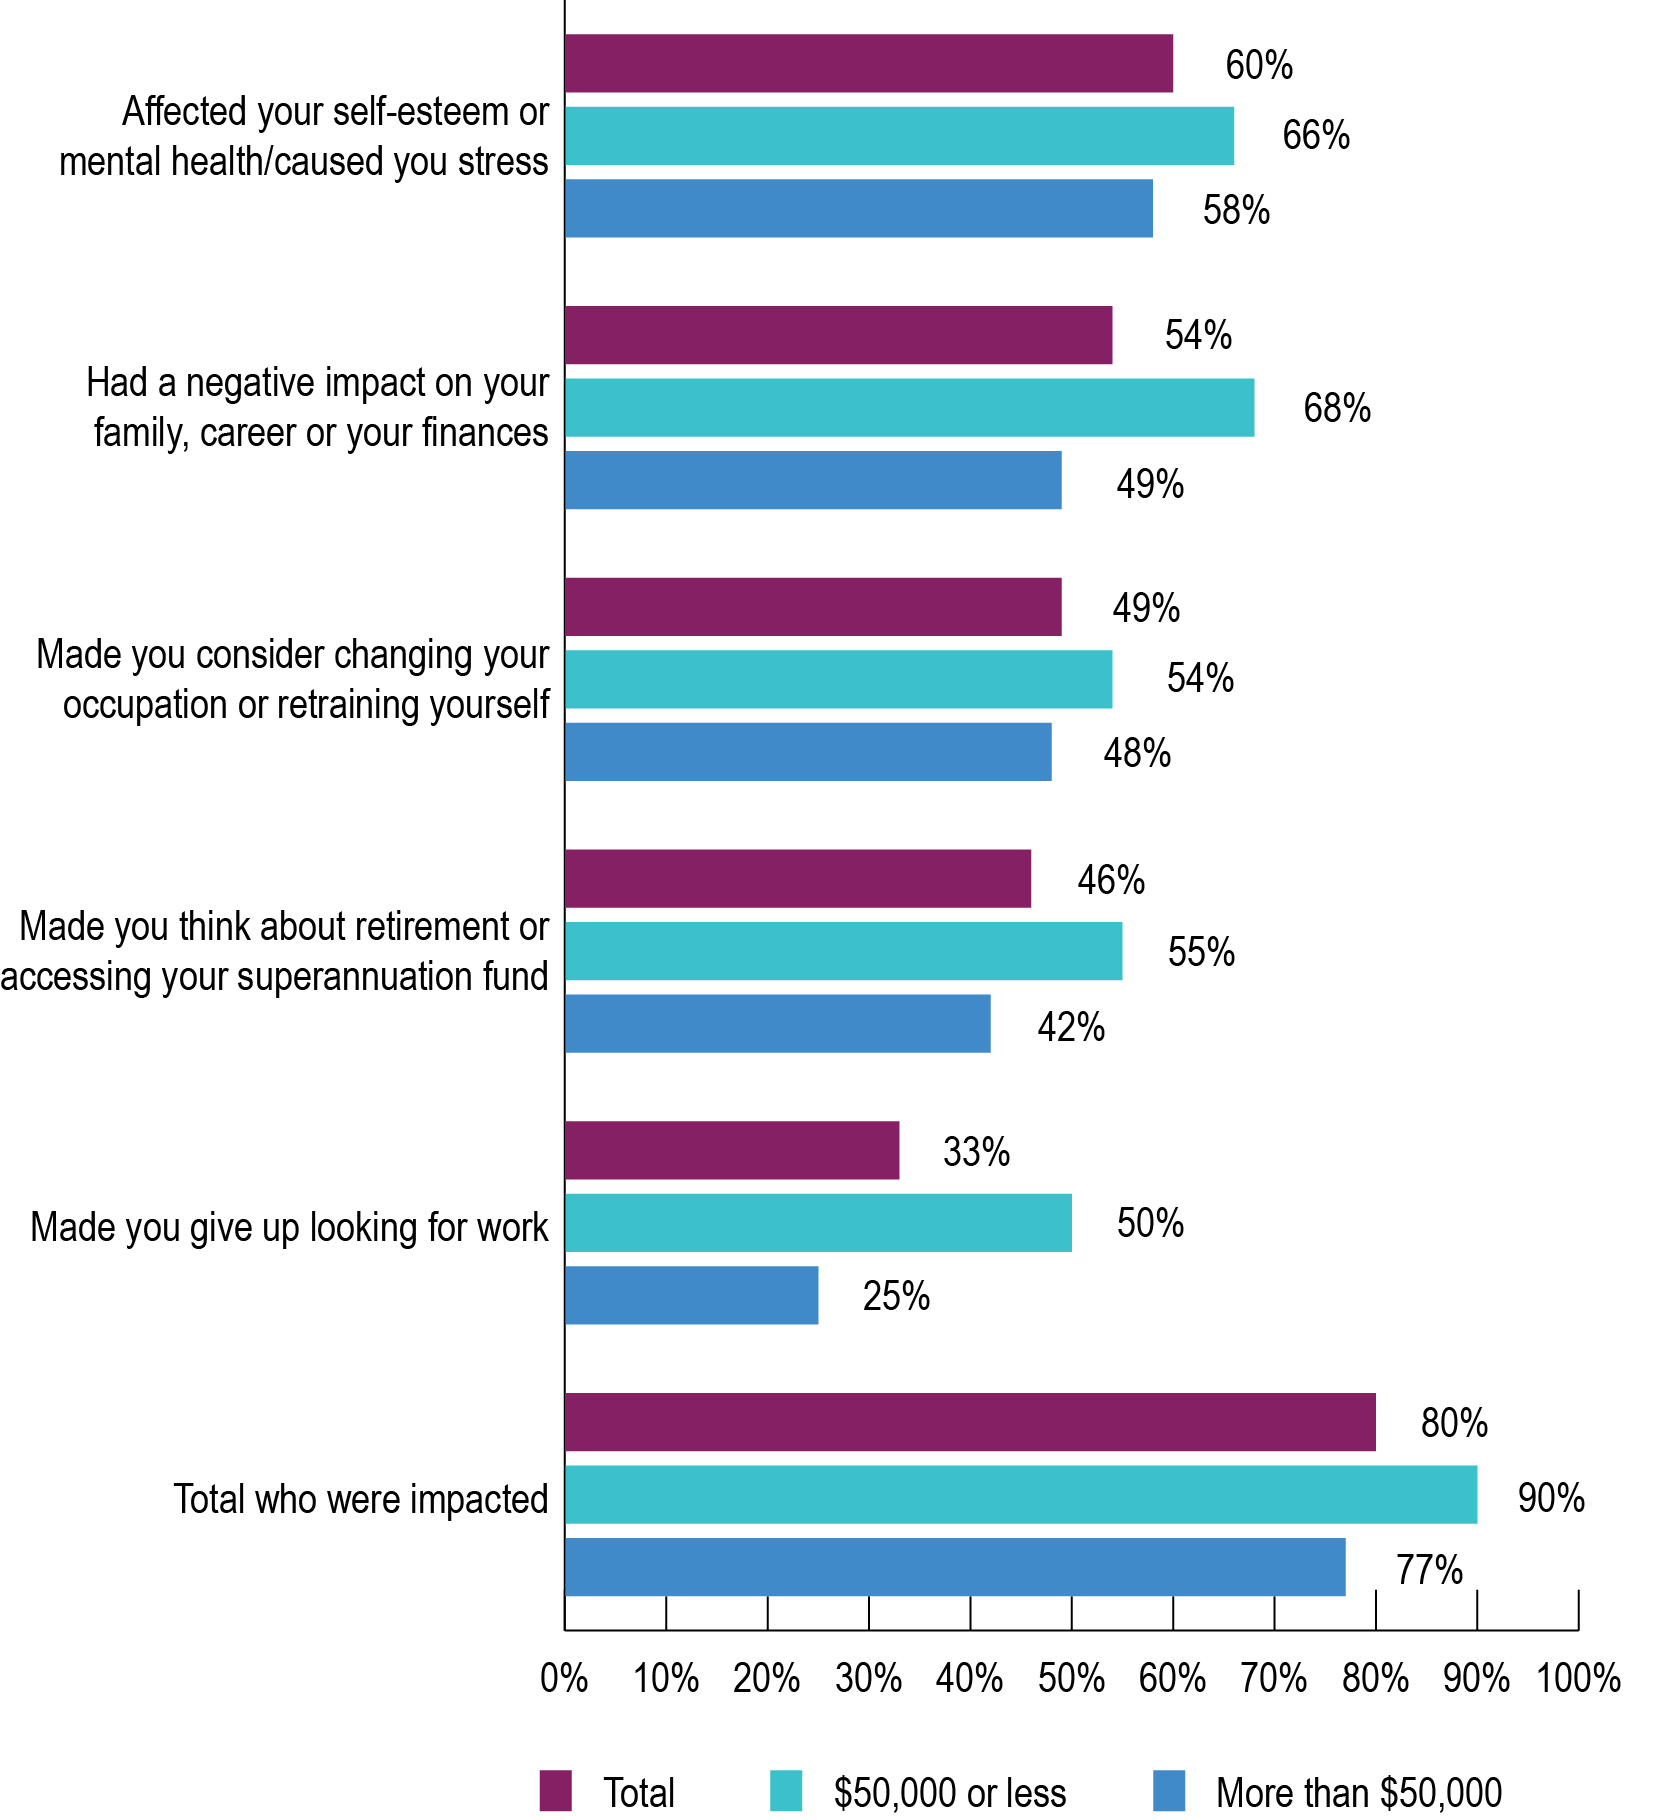 60%
Affected your self-esteem or
mental health/caused you stress
66%
58%
54%
Had a negative impact on your
family, career or your finances
68%
49%
49%
Made you consider changing your
occupation or retraining yourself
54%
48%
46%
Made you think about retirement or
accessing your superannuation fund
55%
42%
33%
Made you give up looking for work
50%
25%
80%
Total who were impacted
90%
77%
0% 10% 20% 30% 40% 50% 60% 70% 80% 90% 100%
Total $50,000 or less More than $50,000